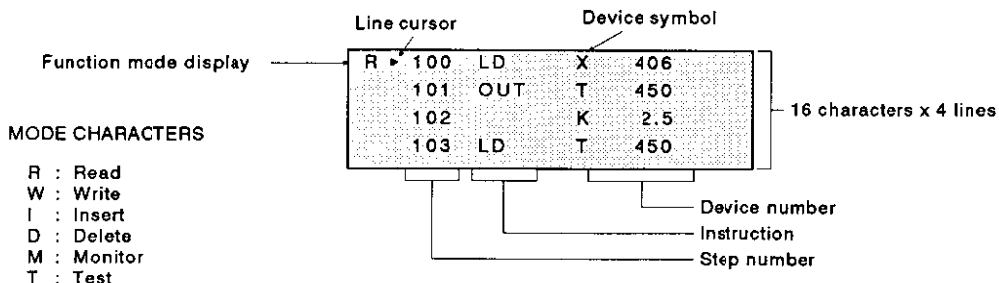 Line cursor
Device symbol
Function mode display
R ► 100 LD X 406
101 OUT T 450
102 K 2.5
103 LD T 450
16 characters x 4 lines
MODE CHARACTERS
R : Read
W : Write
I : Insert
D : Delete
M : Monitor
T : Test
Device number
Instruction
Step number